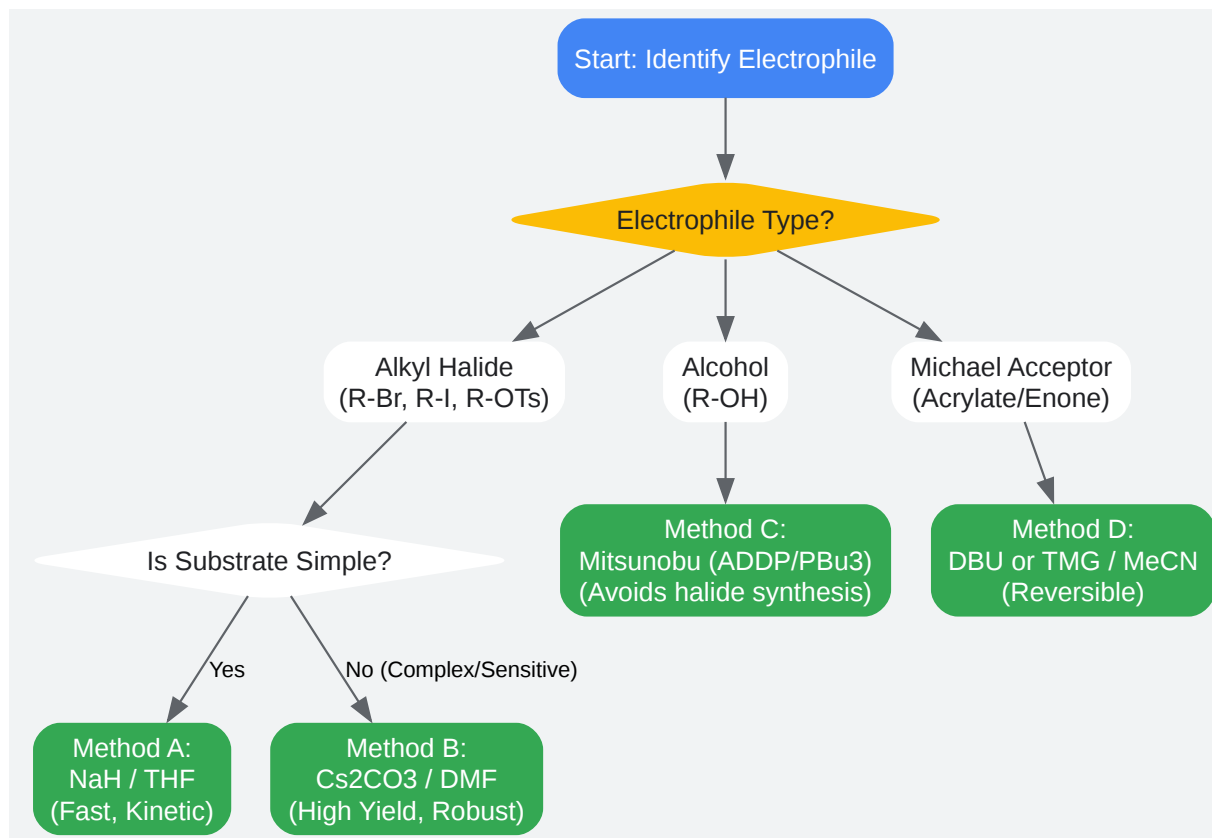 Start: Identify Electrophile
Electrophile Type?
Alkyl Halide
(R-Br, R-I, R-OTs)
Alcohol
(R-OH)
Michael Acceptor
(Acrylate/Enone)
Is Substrate Simple?
Method C:
Mitsunobu (ADDP/PBu3)
(Avoids halide synthesis)
Method D:
DBU or TMG / MeCN
(Reversible)
Yes
No (Complex/Sensitive)
Method A:
NaH / THF
(Fast, Kinetic)
Method B:
Cs2CO3 / DMF
(High Yield, Robust)